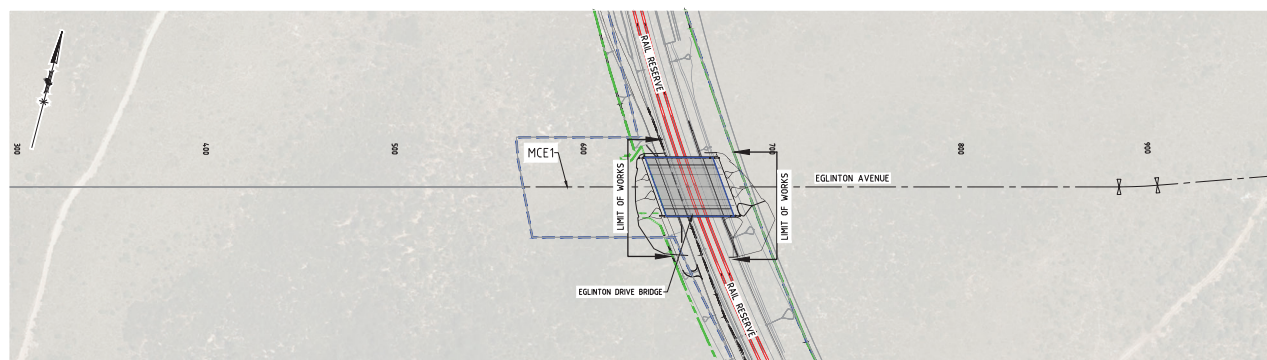 RAIL RESERVE
300
400
500
600
700
800
900
MCE1
LIMIT OF WORKS
LIMIT OF WORKS
EGLINTON AVENUE
EGLINTON DRIVE BRIDGE
RAIL RESERVE